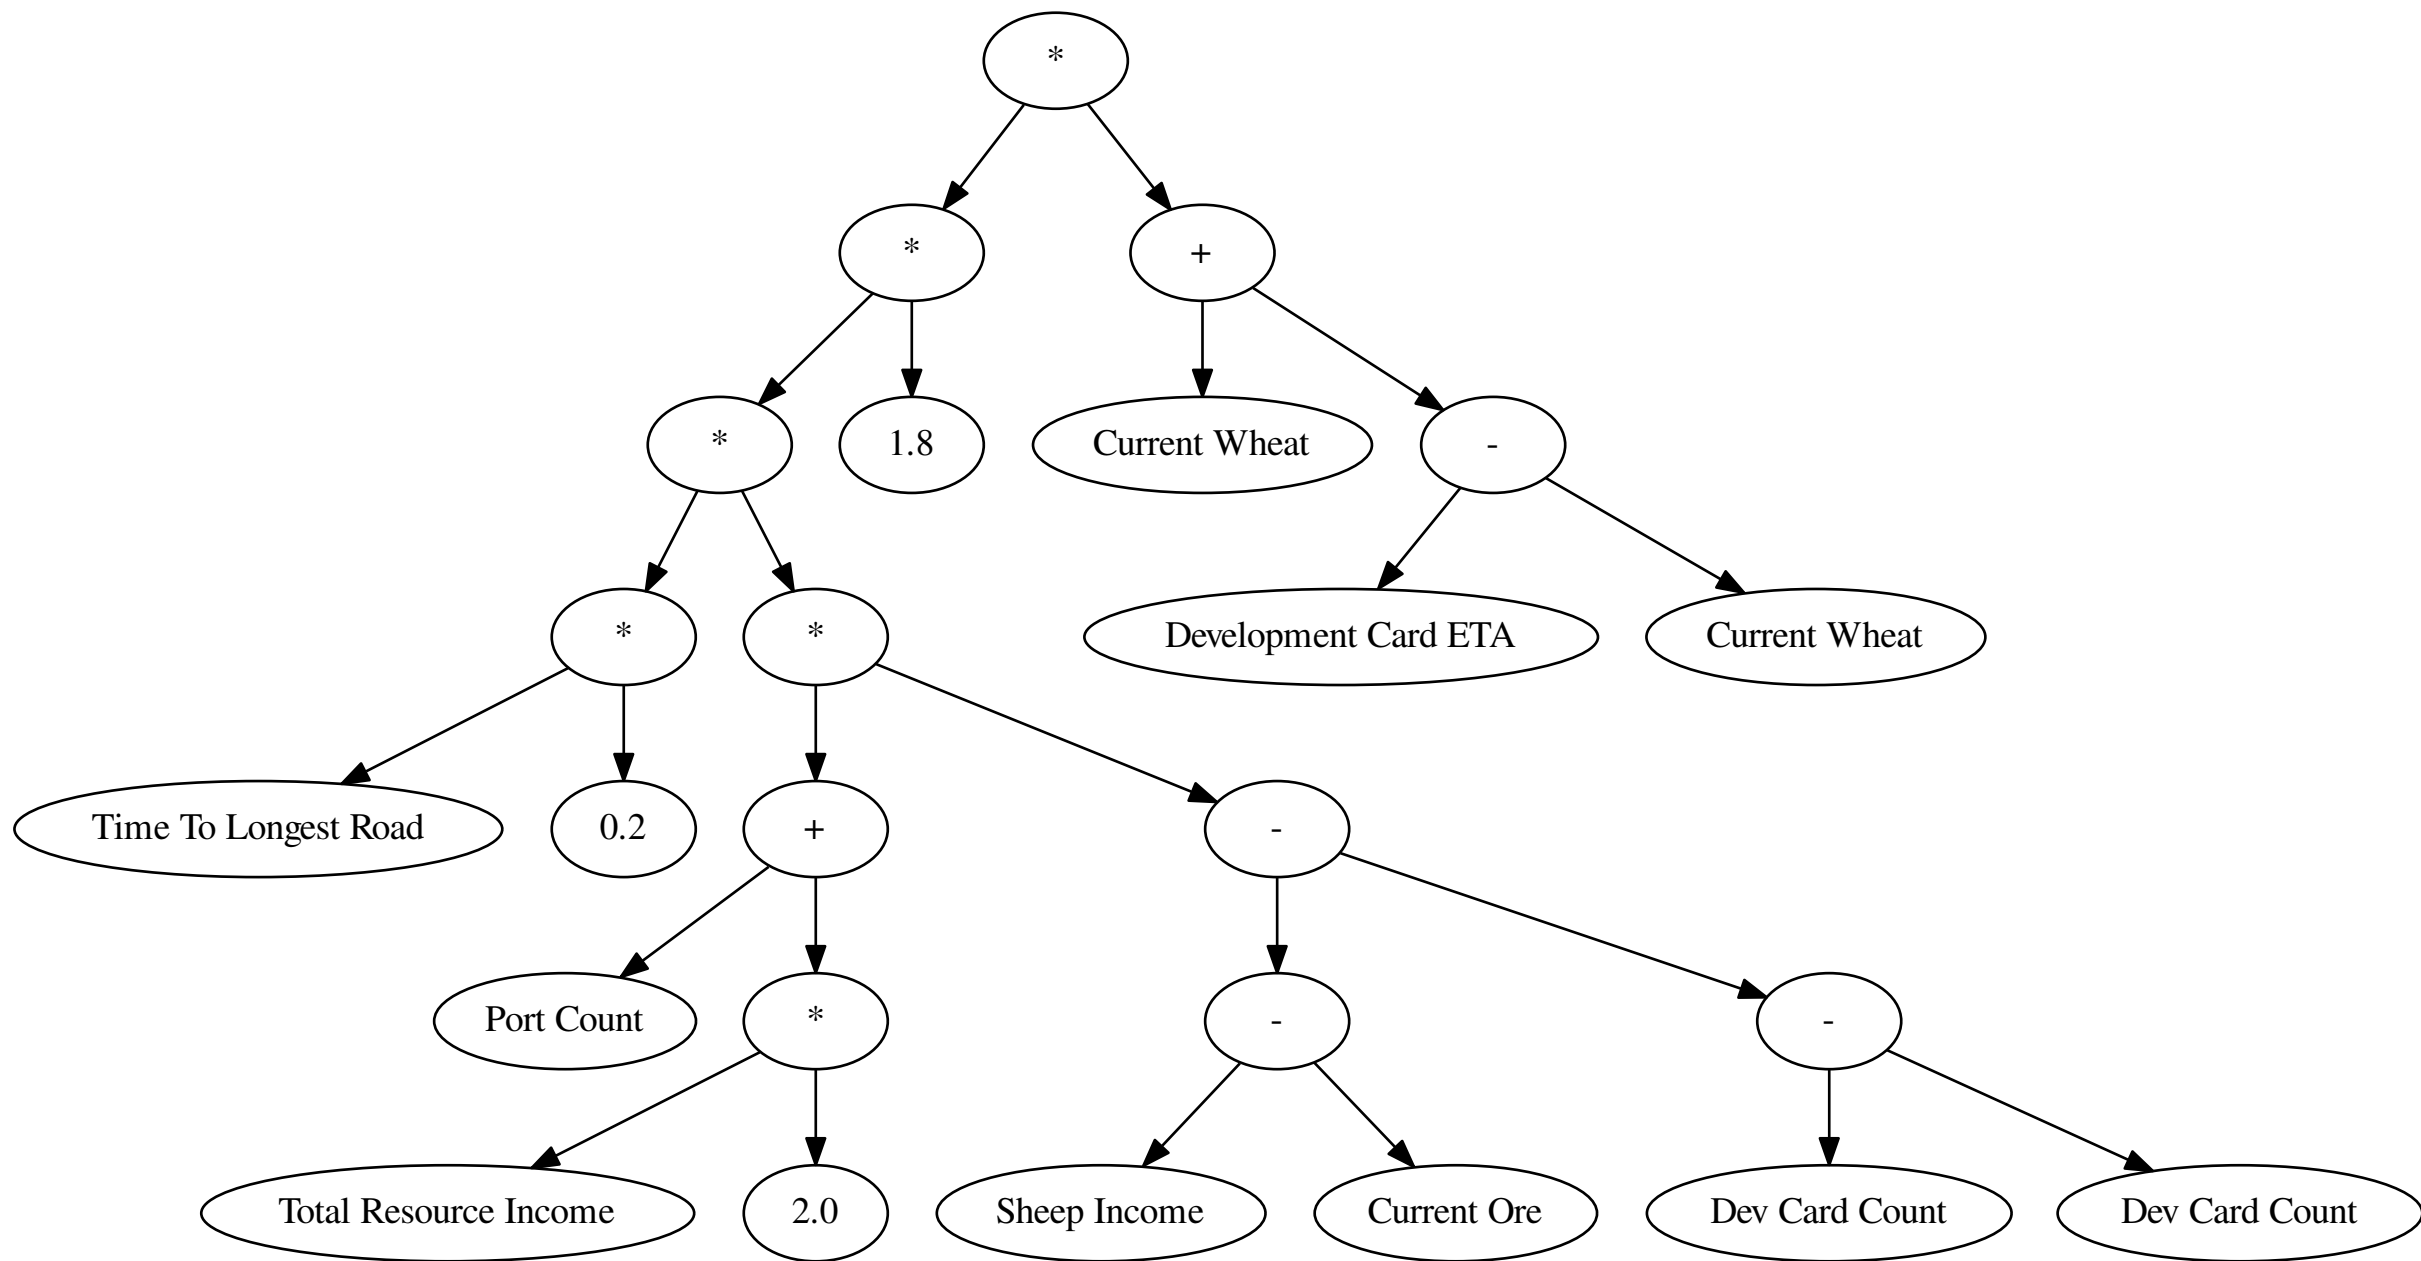 *
*
+
*
1.8
Current Wheat
-
*
*
Development Card ETA
Current Wheat
Time To Longest Road
0.2
+
-
Port Count
*
-
-
Total Resource Income
2.0
Sheep Income
Current Ore
Dev Card Count
Dev Card Count